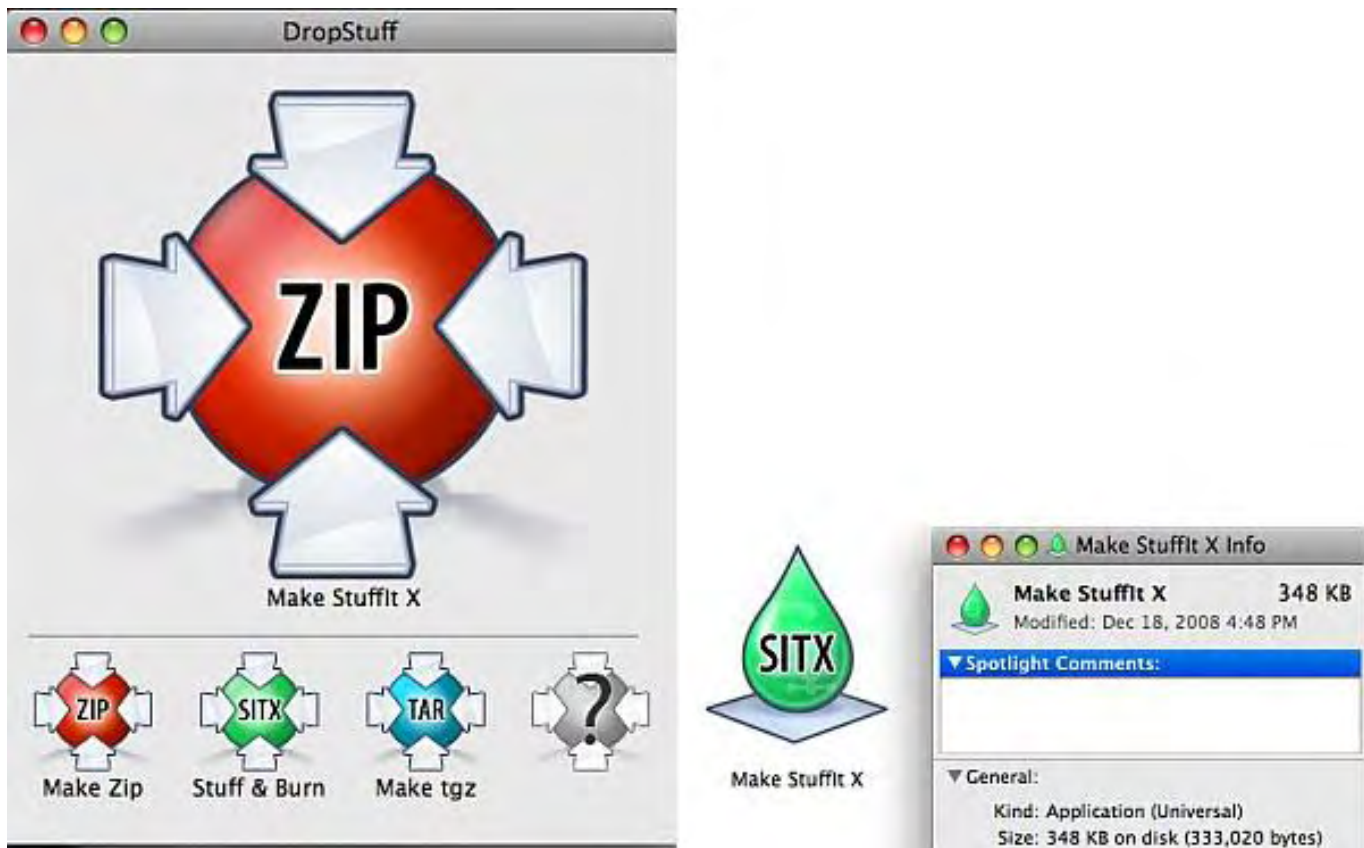 DropStuff
ZIP
Make StuffIt X
ZIP
SITX
TAR
?
Make Zip
Stuff & Burn
Make tgz
SITX
Make StuffIt X
Make StuffIt X Info
Make StuffIt X 348 KB
Modified: Dec 18, 2008 4:48 PM
Spotlight Comments:
General:
Kind: Application (Universal)
Size: 348 KB on disk (333,020 bytes)